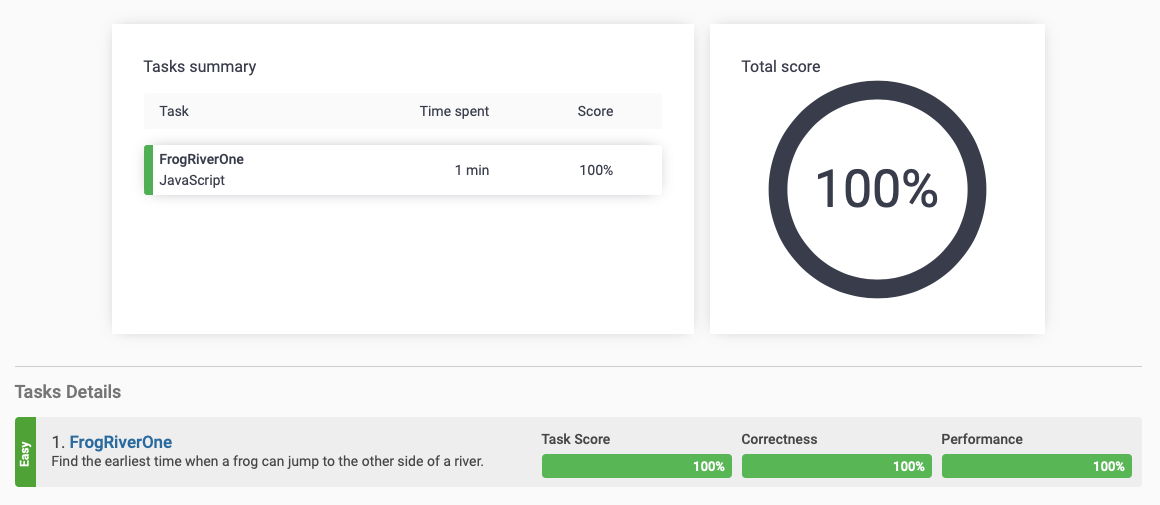 Tasks summary
Task Time spent Score
FrogRiverOne
JavaScript
1 min 100%
Total score
100%
Tasks Details
Easy
1. FrogRiverOne
Find the earliest time when a frog can jump to the other side of a river.
Task Score Correctness Performance
100% 100% 100%